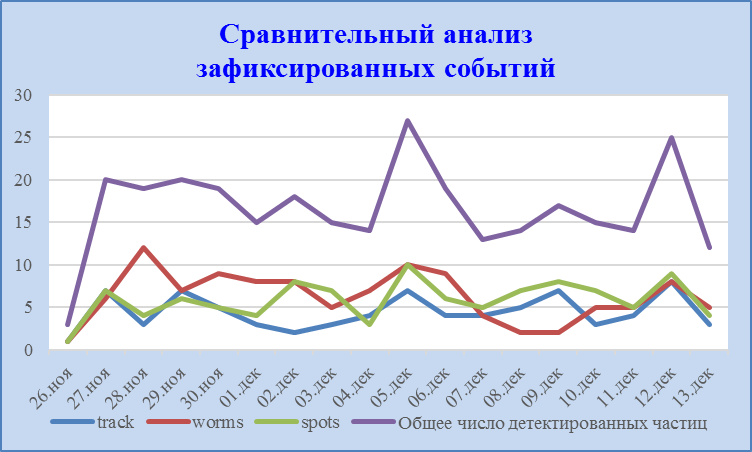 Сравнительный анализ
зафиксированных событий
30
25
20
15
10
5
0
26.ноя
27.ноя
28.ноя
29.ноя
30.ноя
01.дек
02.дек
03.дек
04.дек
05.дек
06.дек
07.дек
08.дек
09.дек
10.дек
11.дек
12.дек
13.дек
track worms spots Общее число детектированных частиц